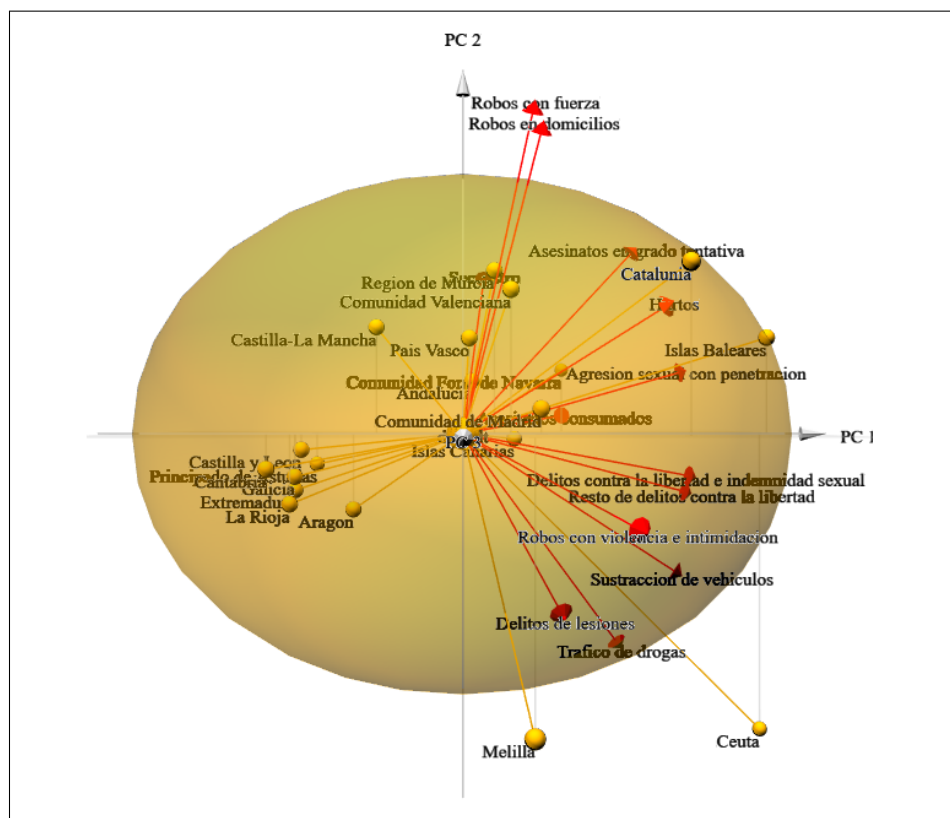 PC 2
Robos con fuerza
Robos en domicilios
Asesinatos en grado tentativa
Catalunia
Region de Murcia
Comunidad Valenciana
Hurtos
Castilla-La Mancha
Pais Vasco
Islas Baleares
Agresion sexual con penetracion
Comunidad Foral de Navarra
Andalucia
Comunidad de Madrid
consumados
PC 1
PC 3
Islas Canarias
Castilla y Leon
Principado de Asturias
Cantabria
Galicia
Extremadura
La Rioja
Aragon
Delitos contra la libertad e indemnidad sexual
Resto de delitos contra la libertad
Robos con violencia e intimidacion
Sustraccion de vehiculos
Delitos de lesiones
Trafico de drogas
Melilla
Ceuta